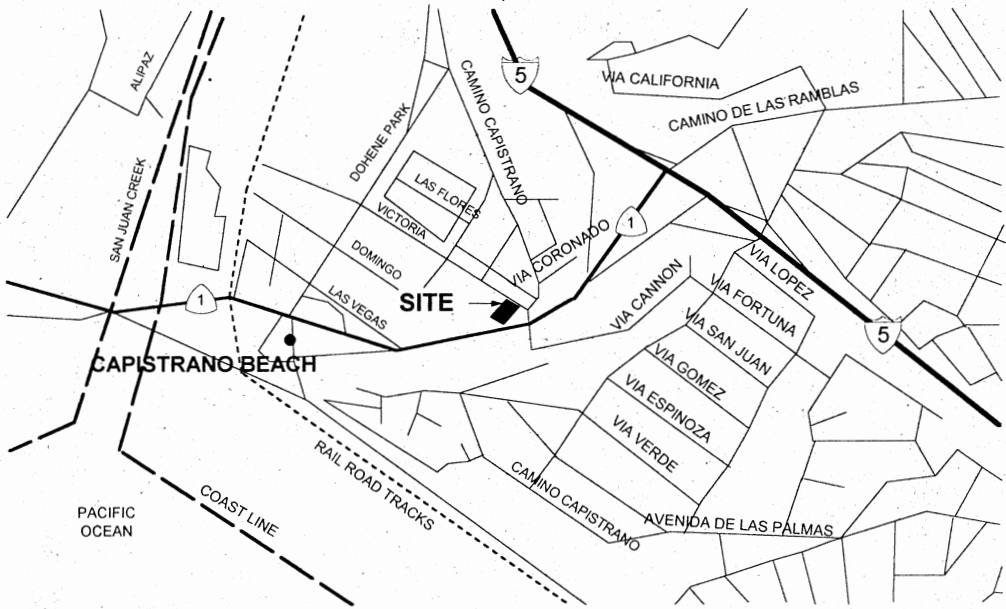 5
VIA CALIFORNIA
ALIPAZ
CAMINO DE LAS RAMBLAS
CAMINO CAPISTRANO
DOHENE PARK
LAS FLORES
SAN JUAN CREEK
VICTORIA
1
VIA CORONADO
DOMINGO
VIA LOPEZ
VIA CANNON
VIA FORTUNA
LAS VEGAS
SITE
1
VIA SAN JUAN
5
CAPISTRANO BEACH
VIA GOMEZ
VIA ESPINOZA
VIA VERDE
RAIL ROAD TRACKS
CAMINO CAPISTRANO
COAST LINE
PACIFIC
OCEAN
AVENIDA DE LAS PALMAS